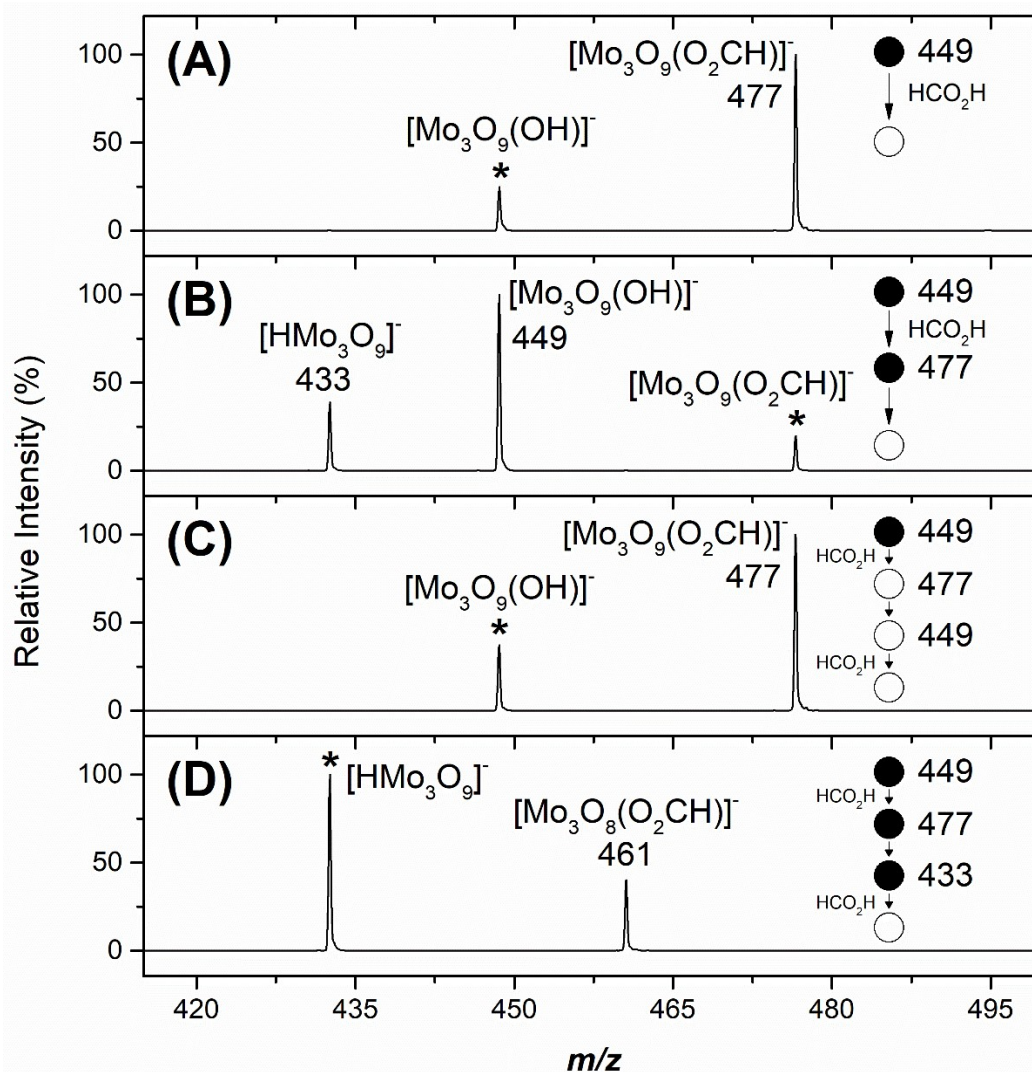 Relative Intensity (%)
(A)
100
50
0
[Mo₃O₉(OH)]⁻
*
[Mo₃O₉(O₂CH)]⁻
477
449
HCO₂H
(B)
100
50
0
[HMo₃O₉]⁻
433
[Mo₃O₉(OH)]⁻
449
[Mo₃O₉(O₂CH)]⁻
*
449
HCO₂H
477
(C)
100
50
0
[Mo₃O₉(OH)]⁻
*
[Mo₃O₉(O₂CH)]⁻
477
449
HCO₂H
477
449
HCO₂H
(D)
100
50
0
* [HMo₃O₉]⁻
[Mo₃O₈(O₂CH)]⁻
461
449
HCO₂H
477
433
HCO₂H
420 435 450 465 480 495
m/z